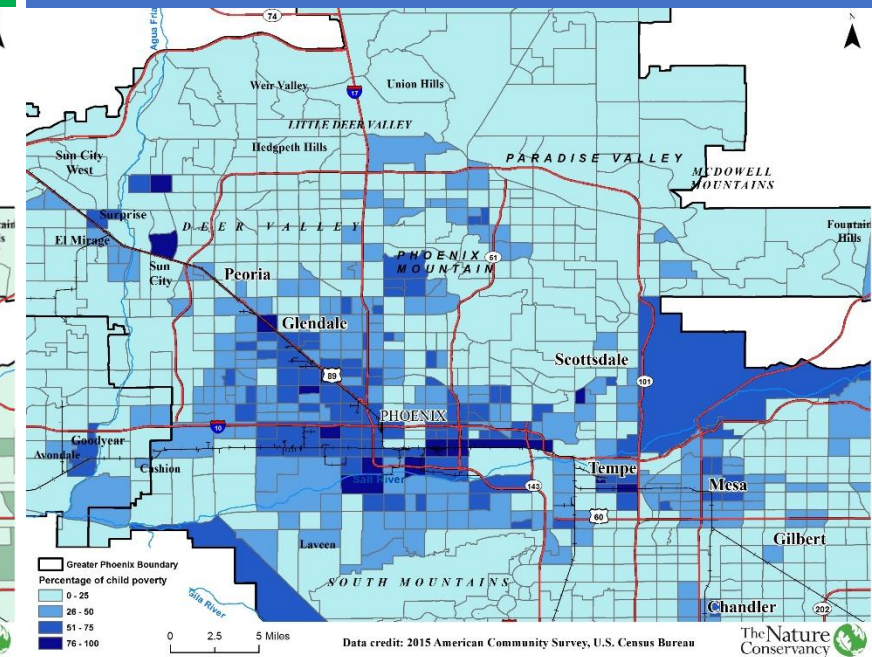 74
N
Agua Fria
Weir Valley
Union Hills
17
LITTLE DEER VALLEY
Hedgpeth Hills
Sun City
West
PARADISE VALLEY
MCDOWELL
MOUNTAINS
Surprise
DEER VALLEY
El Mirage
Fountain
Hills
Sun
City
Peoria
PHOENIX
MOUNTAIN
51
Glendale
Scottsdale
89
101
PHOENIX
10
Goodyear
Avondale
Cashion
Tempe
Salt River
143
Mesa
60
Laveen
Gilbert
SOUTH MOUNTAINS
Chandler
202
Gila River
Greater Phoenix Boundary
Percentage of child poverty
0 - 25
26 - 50
51 - 75
76 - 100
0 2.5 5 Miles
Data credit: 2015 American Community Survey, U.S. Census Bureau
The Nature
Conservancy